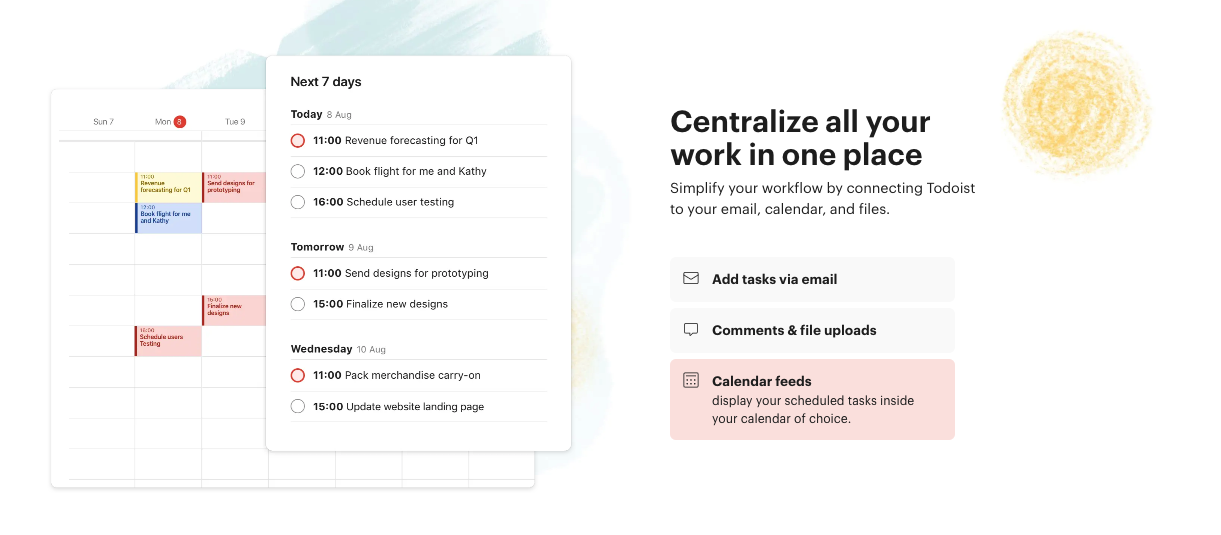 Sun 7
Mon 8
Tue 9
11:00
Revenue
forecasting for Q1
11:00
Send designs for
prototyping
12:00
Book flight for me
and Kathy
15:00
Finalize new
designs
16:00
Schedule users
Testing
Next 7 days
Today 8 Aug
11:00 Revenue forecasting for Q1
12:00 Book flight for me and Kathy
16:00 Schedule user testing
Tomorrow 9 Aug
11:00 Send designs for prototyping
15:00 Finalize new designs
Wednesday 10 Aug
11:00 Pack merchandise carry-on
15:00 Update website landing page
Centralize all your
work in one place
Simplify your workflow by connecting Todoist
to your email, calendar, and files.
Add tasks via email
Comments & file uploads
Calendar feeds
display your scheduled tasks inside
your calendar of choice.